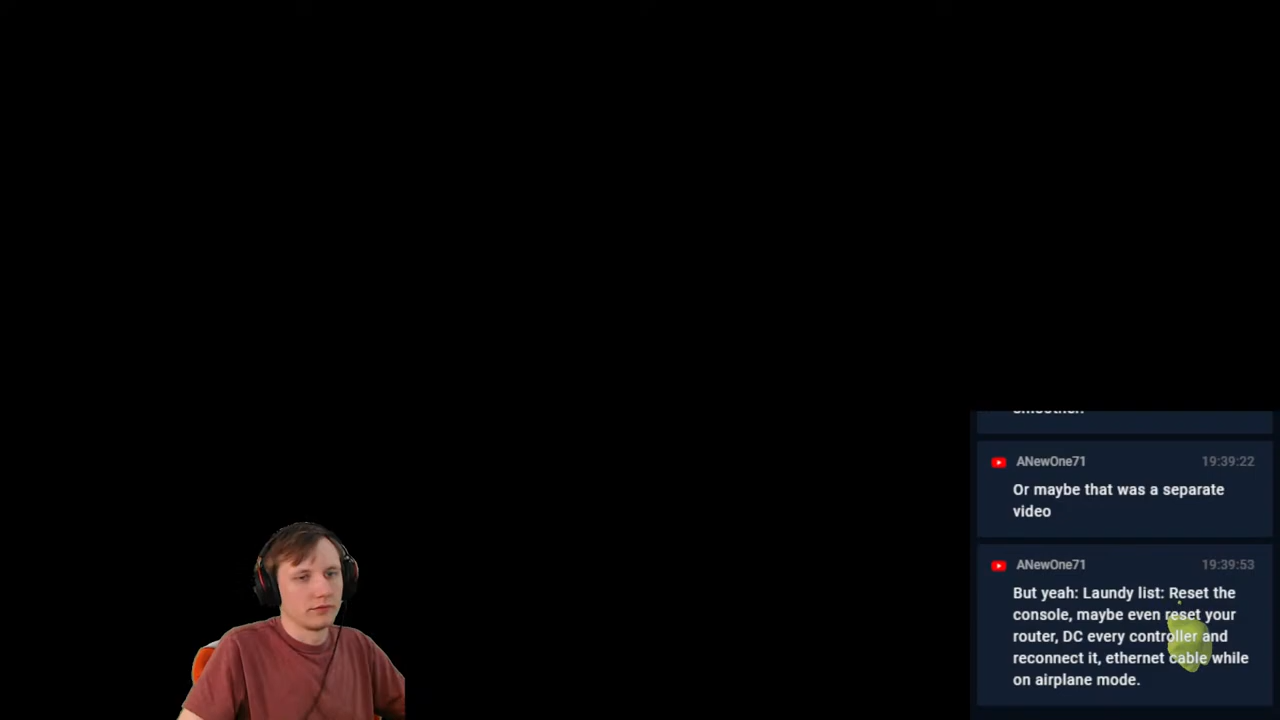 smoother.
ANewOne71 19:39:22
Or maybe that was a separate
video
ANewOne71 19:39:53
But yeah: Laundy list: Reset the
console, maybe even reset your
router, DC every controller and
reconnect it, ethernet cable while
on airplane mode.